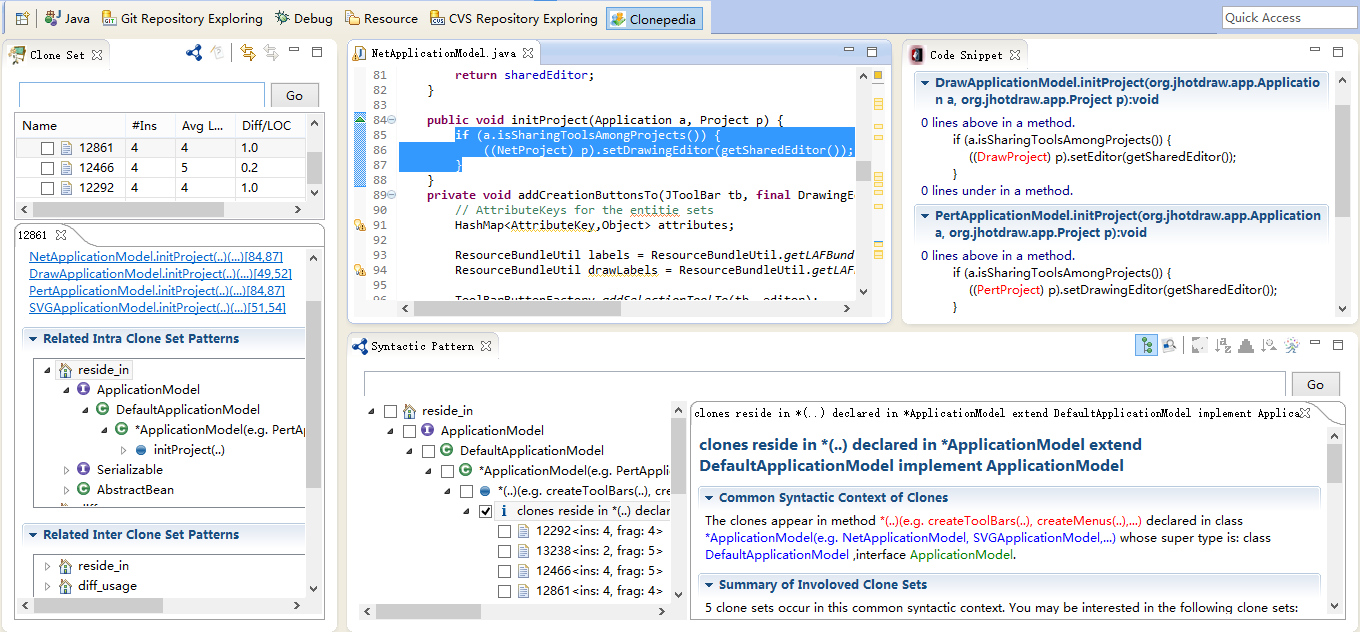 Java Git Repository Exploring Debug Resource CVS Repository Exploring Clonepedia
Quick Access
Clone Set
Go
Name #Ins Avg L... Diff/LOC
12861 4 4 1.0
12466 4 5 0.2
12292 4 4 1.0
12861
NetApplicationModel.initProject(..)(...)[84,87]
DrawApplicationModel.initProject(..)(...)[49,52]
PertApplicationModel.initProject(..)(...)[84,87]
SVGApplicationModel.initProject(..)(...)[51,54]
Related Intra Clone Set Patterns
reside_in
ApplicationModel
DefaultApplicationModel
*ApplicationModel(e.g. PertAp
initProject(..)
Serializable
AbstractBean
Related Inter Clone Set Patterns
reside_in
diff_usage
NetApplicationModel.java
81 return sharedEditor;
82 }
83
84 public void initProject(Application a, Project p) {
85 if (a.isSharingToolsAmongProjects()) {
86 ((NetProject) p).setDrawingEditor(getSharedEditor());
87 }
88 }
89 private void addCreationButtonsTo(JToolBar tb, final DrawingE
90 // AttributeKeys for the entitie sets
91 HashMap<AttributeKey,Object> attributes;
92
93 ResourceBundleUtil labels = ResourceBundleUtil.getLAFBund
94 ResourceBundleUtil drawLabels = ResourceBundleUtil.getLAF
95
96 ToolBarButtonFactory.addSelectionToolTo(tb, editor);
Code Snippet
DrawApplicationModel.initProject(org.jhotdraw.app.Applicatio
n a, org.jhotdraw.app.Project p):void
0 lines above in a method.
if (a.isSharingToolsAmongProjects()) {
((DrawProject) p).setEditor(getSharedEditor());
}
0 lines under in a method.
PertApplicationModel.initProject(org.jhotdraw.app.Application
a, org.jhotdraw.app.Project p):void
0 lines above in a method.
if (a.isSharingToolsAmongProjects()) {
((PertProject) p).setDrawingEditor(getSharedEditor());
}
Syntactic Pattern
Go
reside_in
ApplicationModel
DefaultApplicationModel
*ApplicationModel(e.g. PertAppli
*(..)(e.g. createToolBars(..), cre
clones reside in *(..) declar
12292<ins: 4, frag: 4>
13238<ins: 2, frag: 5>
12466<ins: 4, frag: 5>
12861<ins: 4, frag: 4>
clones reside in *(..) declared in *ApplicationModel extend DefaultApplicationModel implement Applica
clones reside in *(..) declared in *ApplicationModel extend
DefaultApplicationModel implement ApplicationModel
Common Syntactic Context of Clones
The clones appear in method *(..)(e.g. createToolBars(..), createMenus(..),...) declared in class
*ApplicationModel(e.g. NetApplicationModel, SVGApplicationModel,...) whose super type is: class
DefaultApplicationModel ,interface ApplicationModel.
Summary of Involoved Clone Sets
5 clone sets occur in this common syntactic context. You may be interested in the following clone sets: